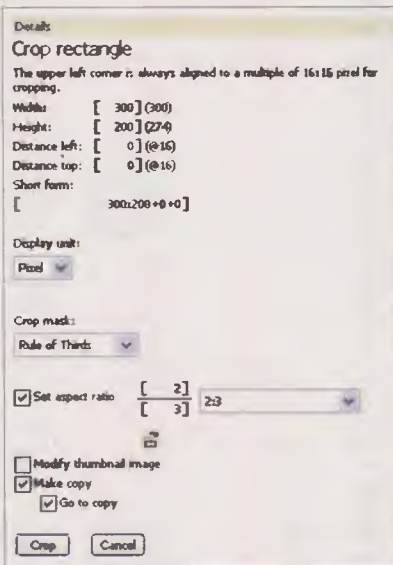 Details
Crop rectangle
The upper left corner is always aligned to a multiple of 16x16 pixel for
cropping.
Width: [ 300] (300)
Height: [ 200] (274)
Distance left: [ 0] (@16)
Distance top: [ 0] (@16)
Short form:
[ 300x200+0+0]
Display unit:
Pixel
Crop mask:
Rule of Thirds
Set aspect ratio [ 2] 2:3
[ 3]
Modify thumbnail image
Make copy
Go to copy
Crop Cancel